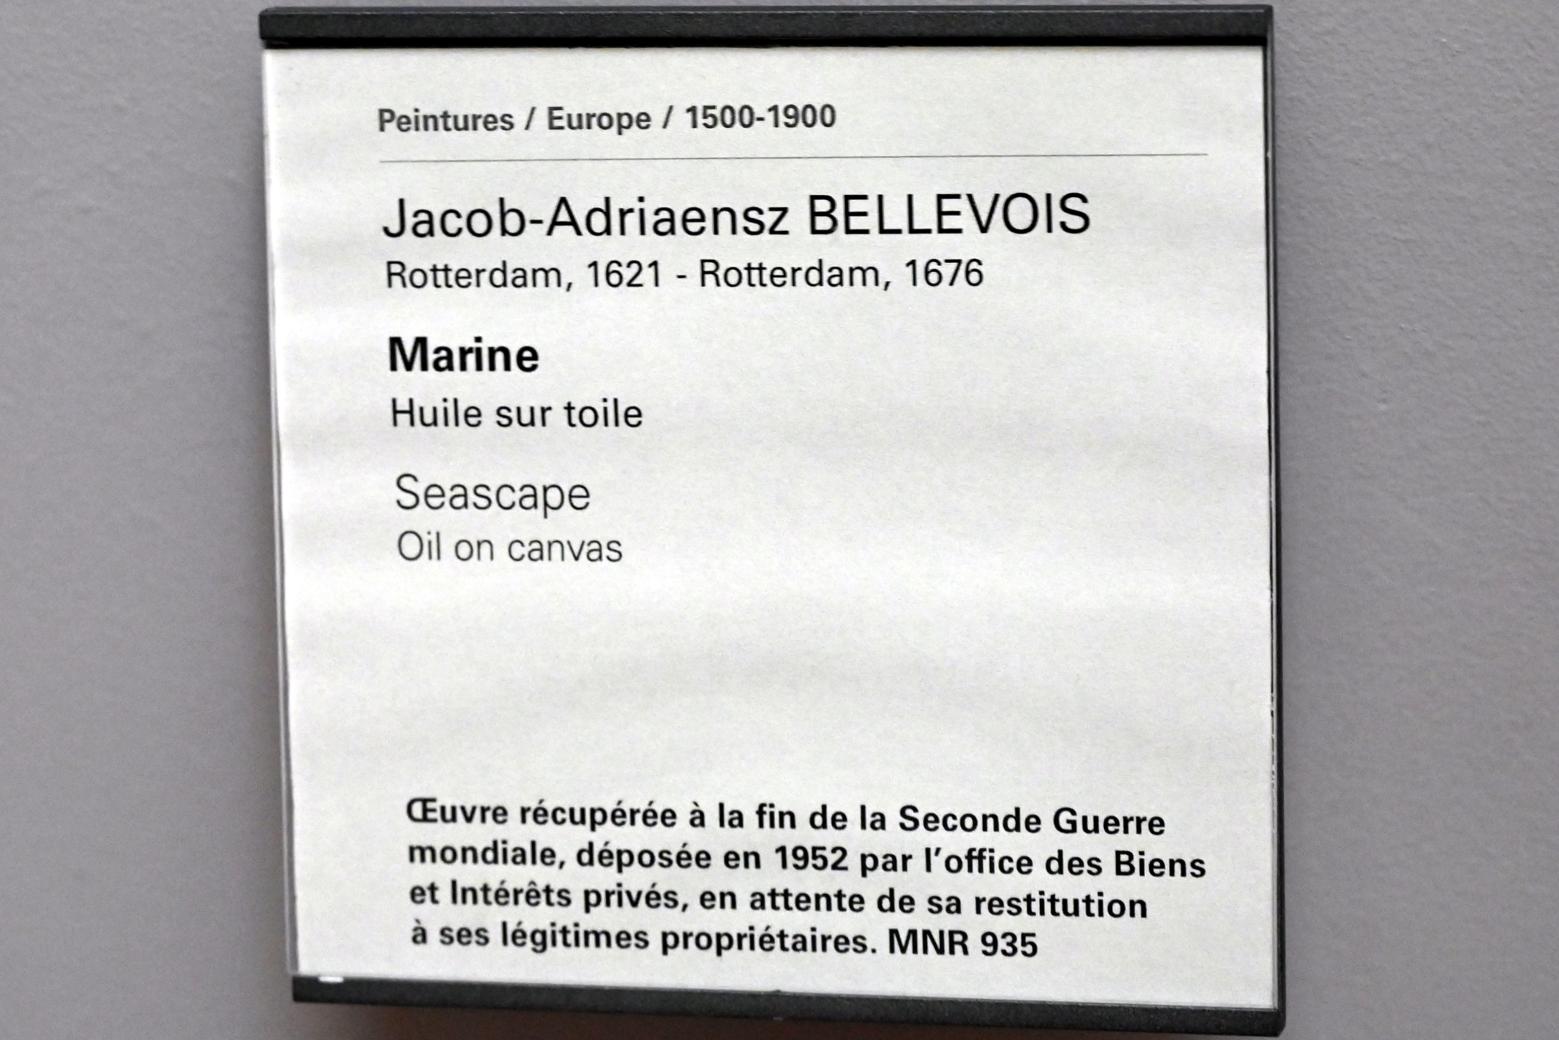 Peintures / Europe / 1500-1900
Jacob-Adriaensz BELLEVOIS
Rotterdam, 1621 - Rotterdam, 1676
Marine
Huile sur toile
Seascape
Oil on canvas
Œuvre récupérée à la fin de la Seconde Guerre
mondiale, déposée en 1952 par l'office des Biens
et Intérêts privés, en attente de sa restitution
à ses légitimes propriétaires. MNR 935